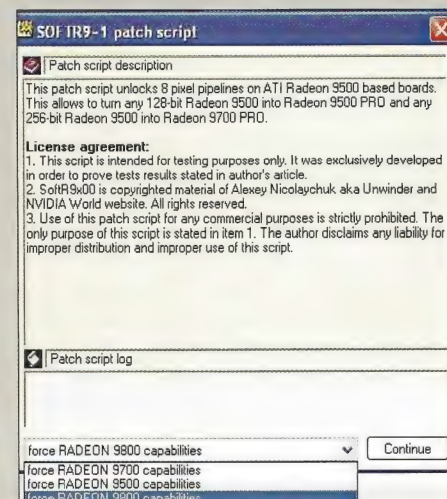 SOFTR9-1 patch script
Patch script description
This patch script unlocks 8 pixel pipelines on ATI Radeon 9500 based boards.
This allows to turn any 128-bit Radeon 9500 into Radeon 9500 PRO and any
256-bit Radeon 9500 into Radeon 9700 PRO.
License agreement:
1. This script is intended for testing purposes only. It was exclusively developed
in order to prove tests results stated in author's article.
2. SoftR9x00 is copyrighted material of Alexey Nicolaychuk aka Unwinder and
NVIDIA World website. All rights reserved.
3. Use of this patch script for any commercial purposes is strictly prohibited. The
only purpose of this script is stated in item 1. The author disclaims any liability for
improper distribution and improper use of this script.
Patch script log
force RADEON 9800 capabilities
Continue
force RADEON 9700 capabilities
force RADEON 9500 capabilities
force RADEON 9800 capabilities